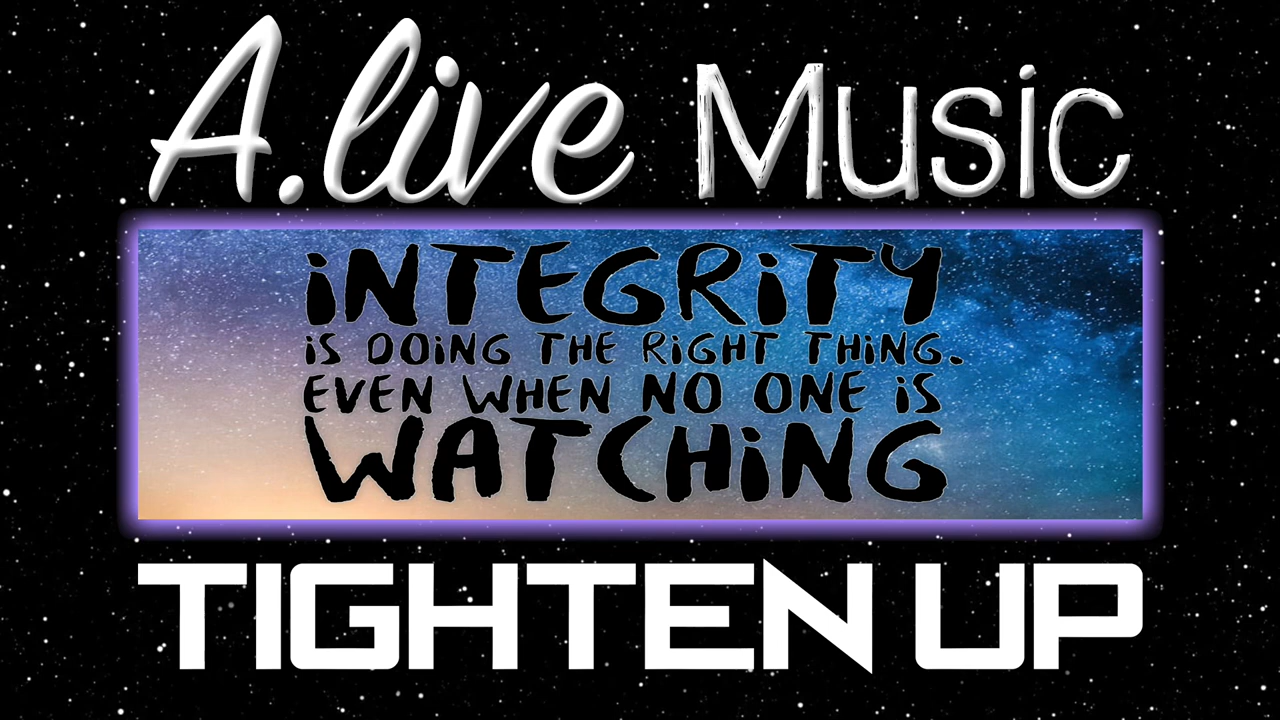 A.live Music
iNTEGRiTY
iS DOiNG THE RiGHT THiNG.
EVEN WHEN NO ONE iS
WATCHiNG
TIGHTEN UP